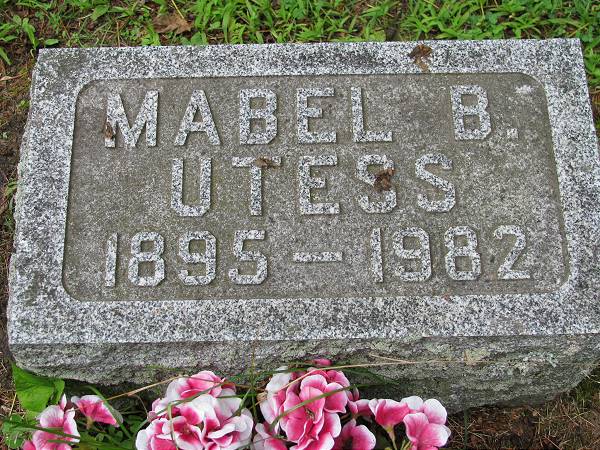 MABEL B.
UTESS
1895 – 1982